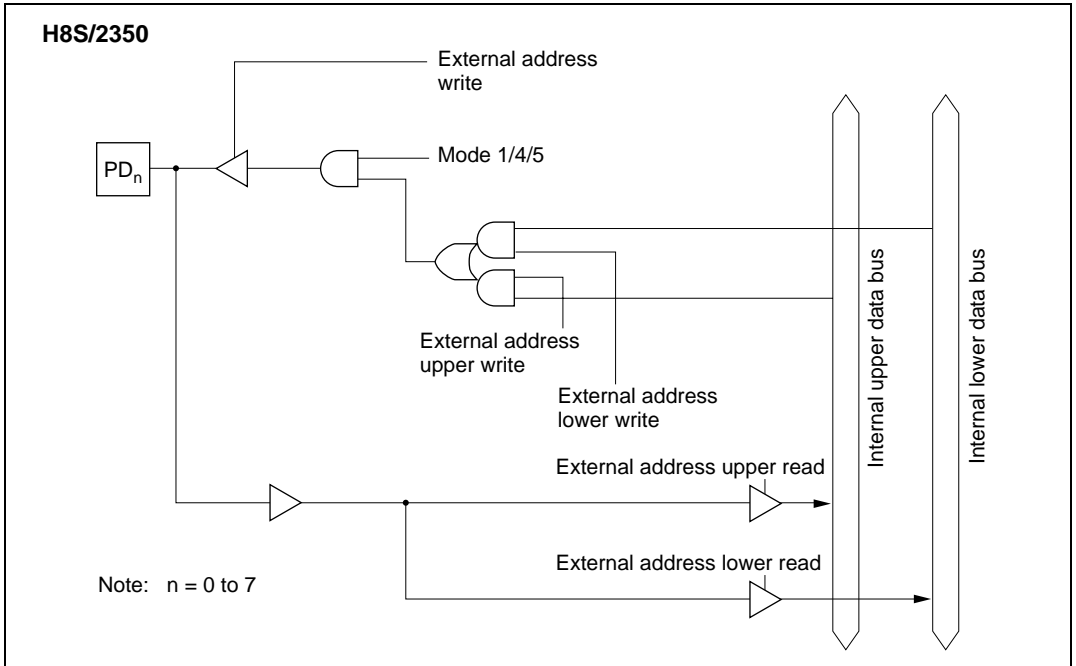 H8S/2350
External address
write
PDn
Mode 1/4/5
External address
upper write
External address
lower write
Internal upper data bus
Internal lower data bus
External address upper read
External address lower read
Note: n = 0 to 7